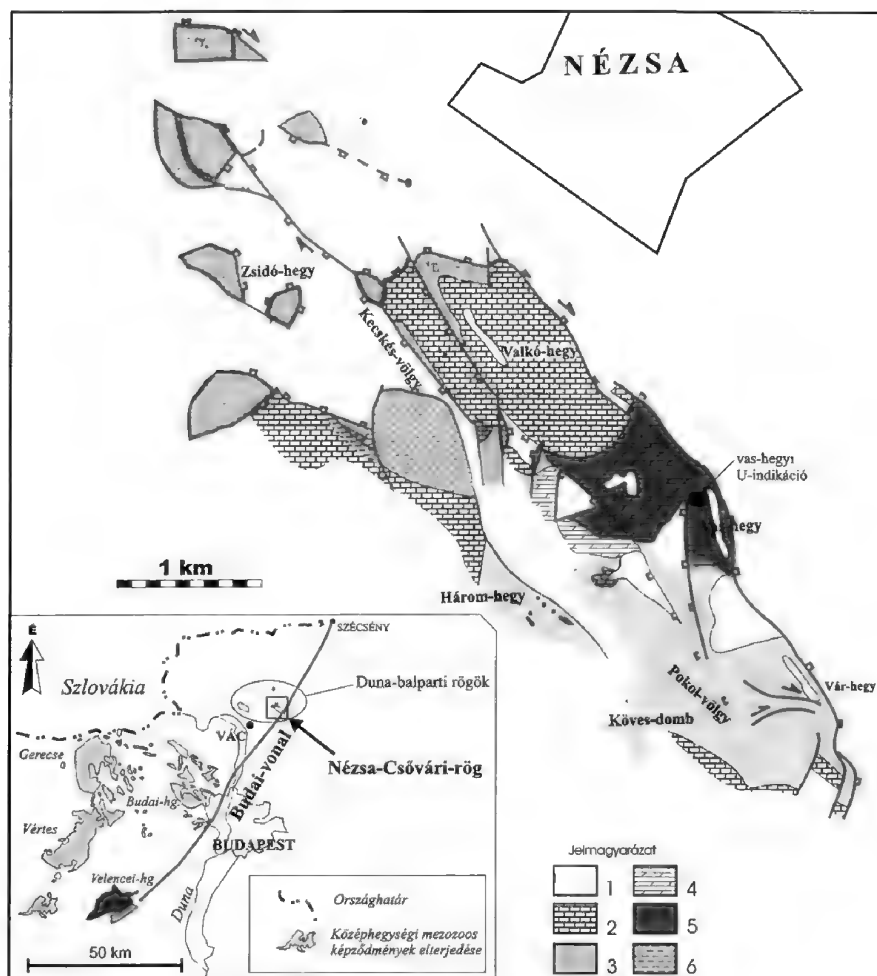 NÉZSA
Zsidó-hegy
Kecskés-völgy
Valkó-hegy
vas-hegyi
U-indikáció
Vas-hegy
1 km
Három-hegy
Pokol-völgy
Vár-hegy
Köves-domb
É
SZÉCSÉNY
Szlovákia
Duna-balparti rögök
VÁC
Nézsa-Csővári-rög
Gerecse
Budai-hg.
Budai-vonal
Vértes
BUDAPEST
Velencei-hg
Duna
Országhatár
Középhegységi mezozoos
képződmények elterjedése
50 km
Jelmagyarázat
1
4
2
5
3
6